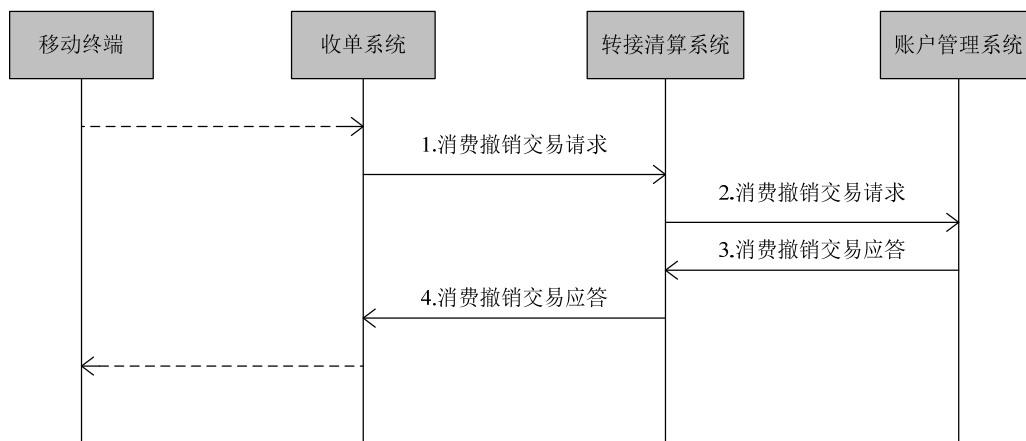 移动终端
收单系统
转接清算系统
账户管理系统
1.消费撤销交易请求
2.消费撤销交易请求
3.消费撤销交易应答
4.消费撤销交易应答